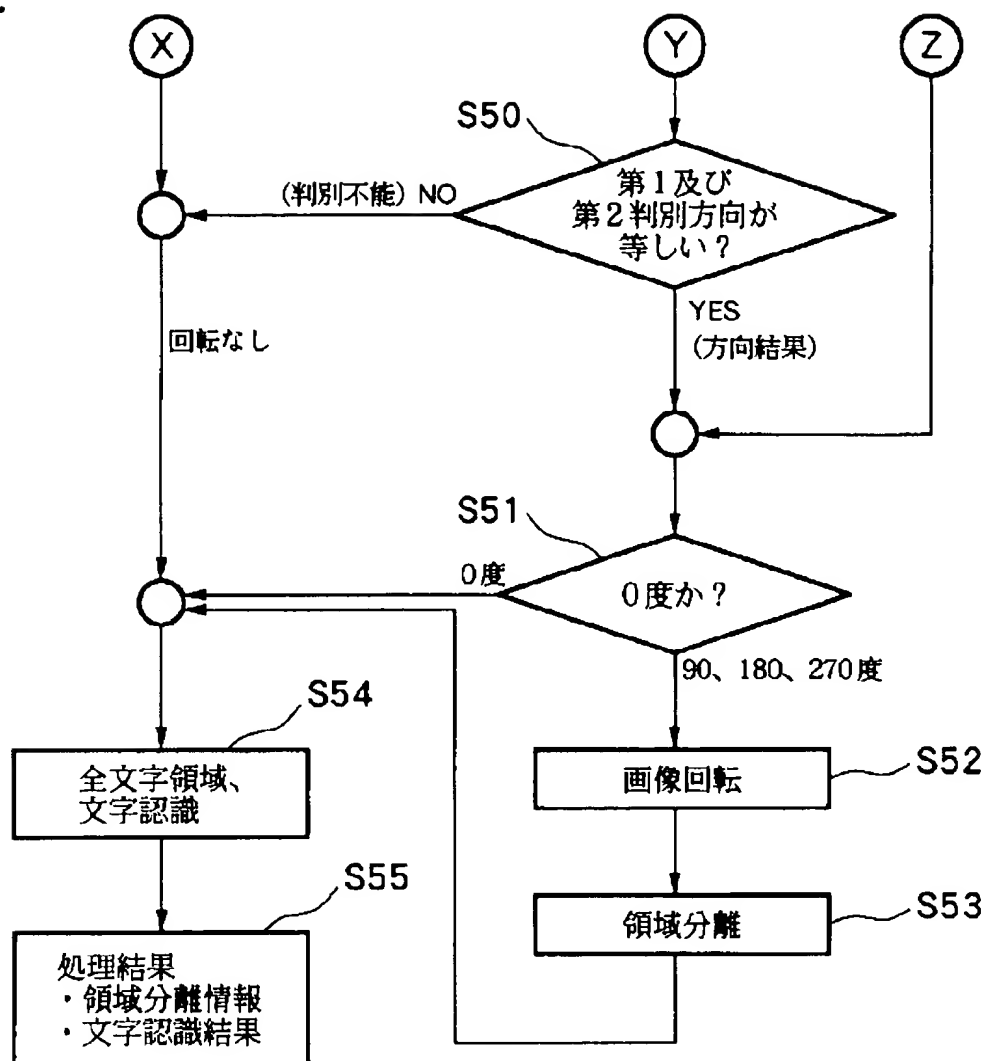 X
Y
Z
S50
第1及び
第2判別方向が
等しい?
(判別不能) NO
YES
(方向結果)
回転なし
S51
0度か?
0度
90、180、270度
S54
全文字領域、
文字認識
S52
画像回転
S55
処理結果
・領域分離情報
・文字認識結果
S53
領域分離